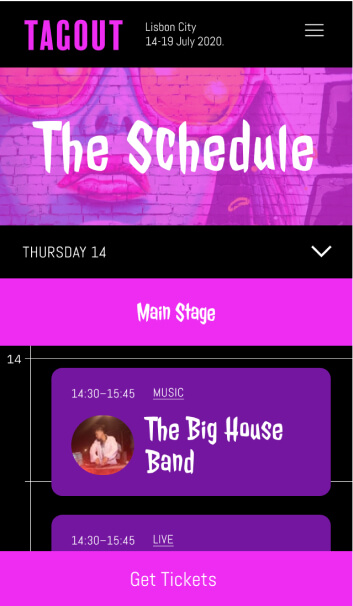 TAGOUT
Lisbon City
14-19 July 2020.
The Schedule
THURSDAY 14
Main Stage
14
14:30–15:45 MUSIC
The Big House
Band
14:30–15:45 LIVE
Get Tickets